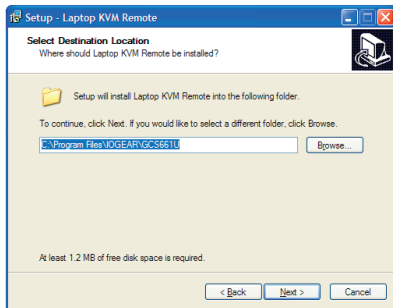 Setup - Laptop KVM Remote
Select Destination Location
Where should Laptop KVM Remote be installed?
Setup will install Laptop KVM Remote into the following folder.
To continue, click Next. If you would like to select a different folder, click Browse.
C:\Program Files\IOGEAR\GCS661U
Browse...
At least 1.2 MB of free disk space is required.
< Back
Next >
Cancel